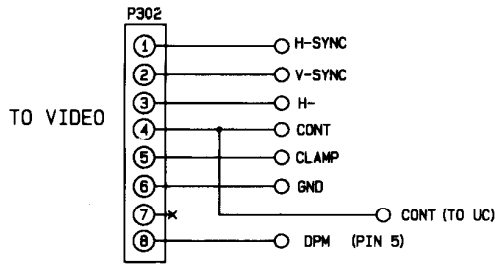 P302
1 H-SYNC
2 V-SYNC
3 H-
TO VIDEO
4 CONT
5 CLAMP
6 GND
7 ×
CONT (TO UC)
8 DPM (PIN 5)